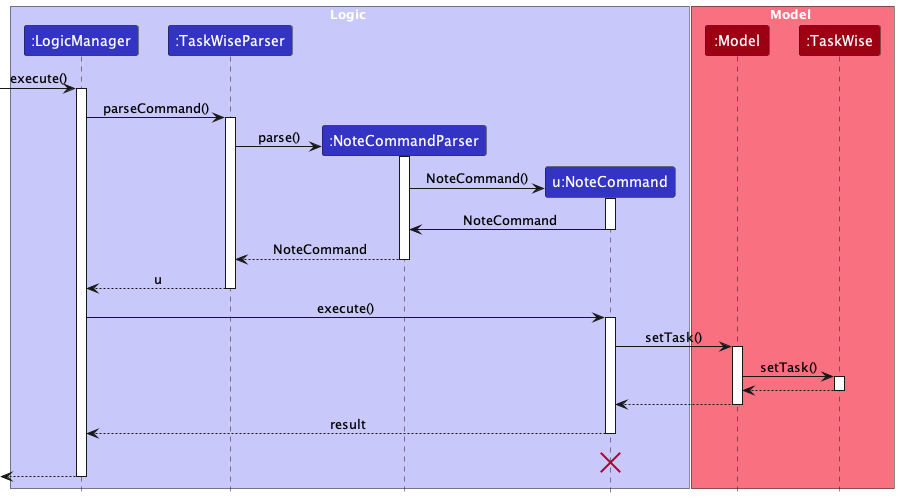 Logic
Model
:LogicManager
:TaskWiseParser
:Model
:TaskWise
execute()
parseCommand()
parse()
:NoteCommandParser
NoteCommand()
u:NoteCommand
NoteCommand
NoteCommand
u
execute()
setTask()
setTask()
result